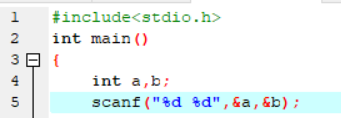 1 #include<stdio.h>
2 int main()
3 {
4 int a,b;
5 scanf("%d %d",&a,&b);